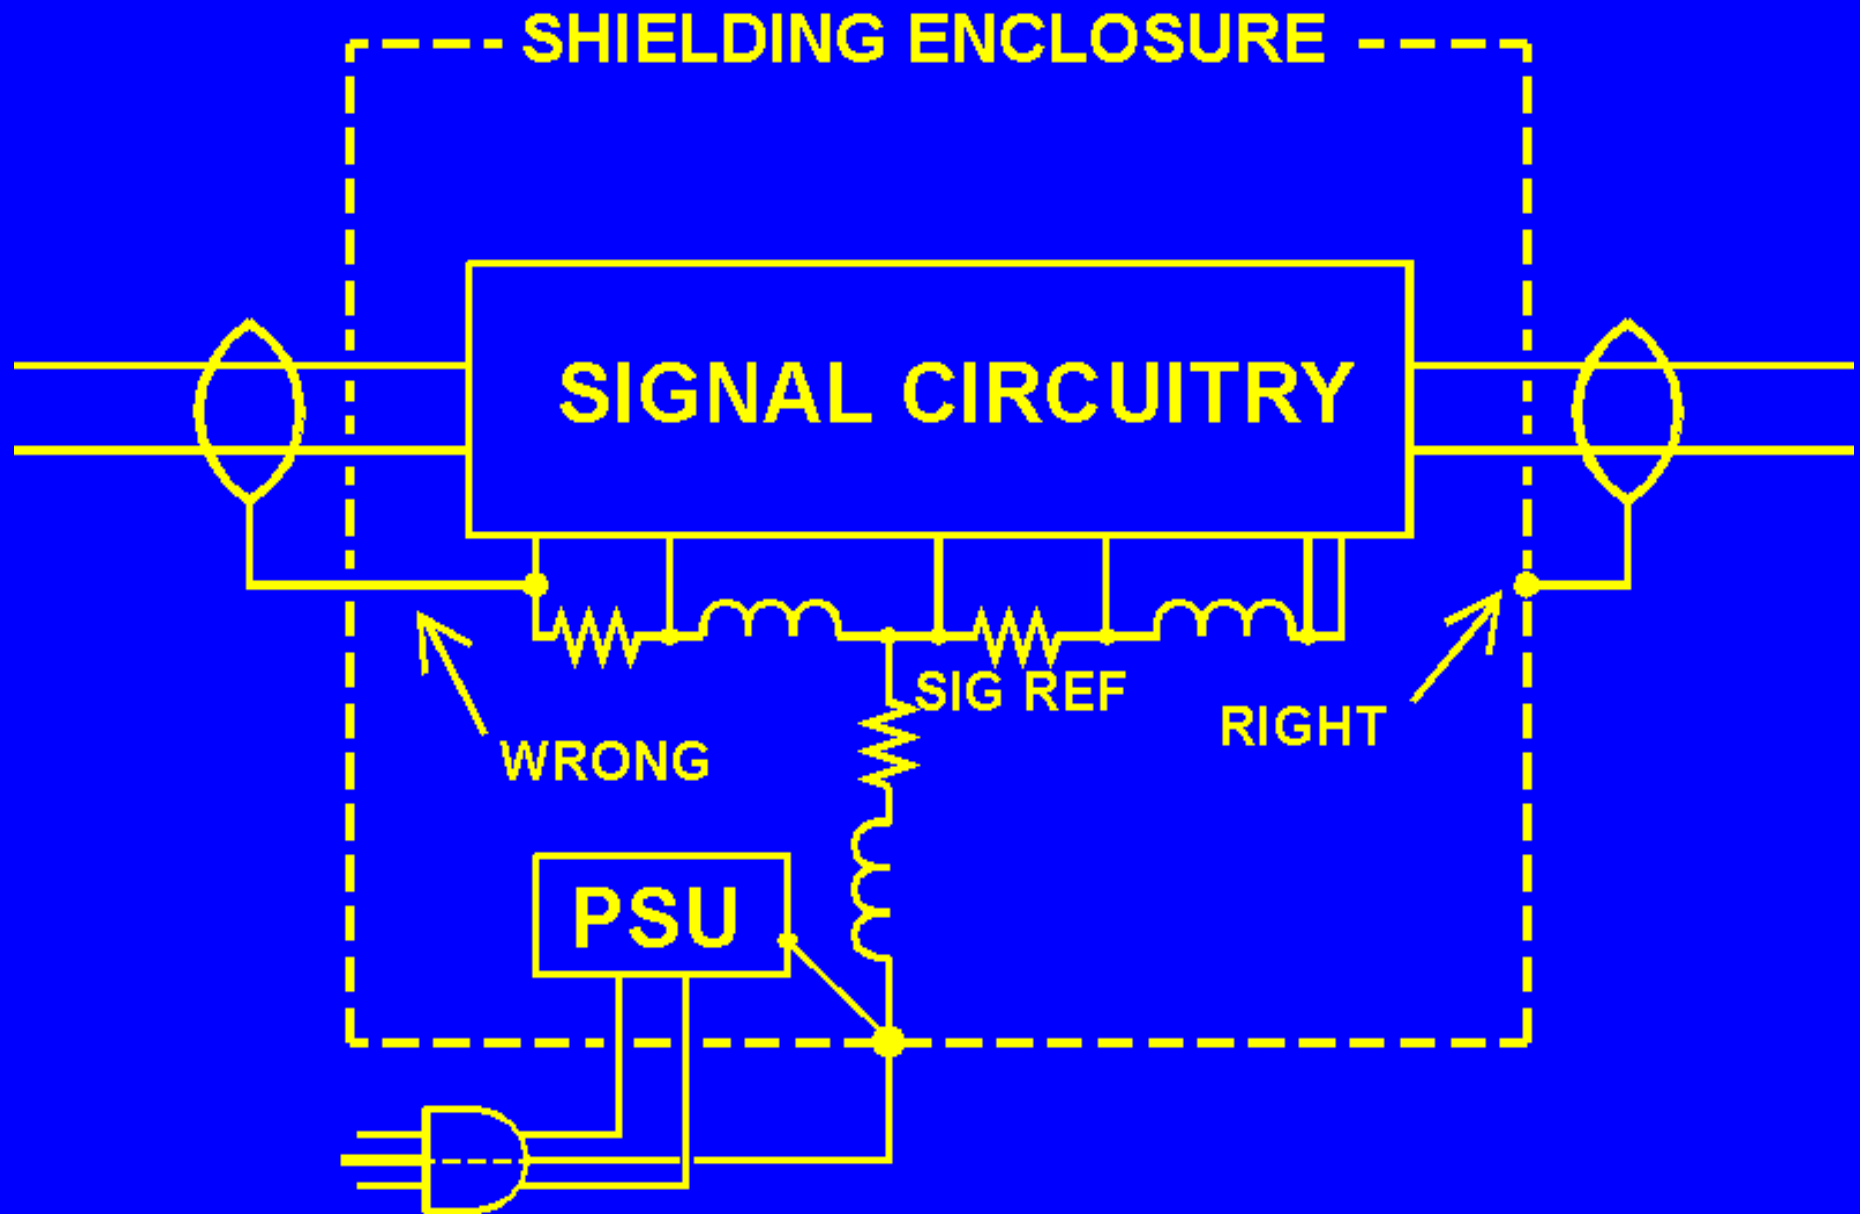 SHIELDING ENCLOSURE
SIGNAL CIRCUITRY
SIG REF
RIGHT
WRONG
PSU